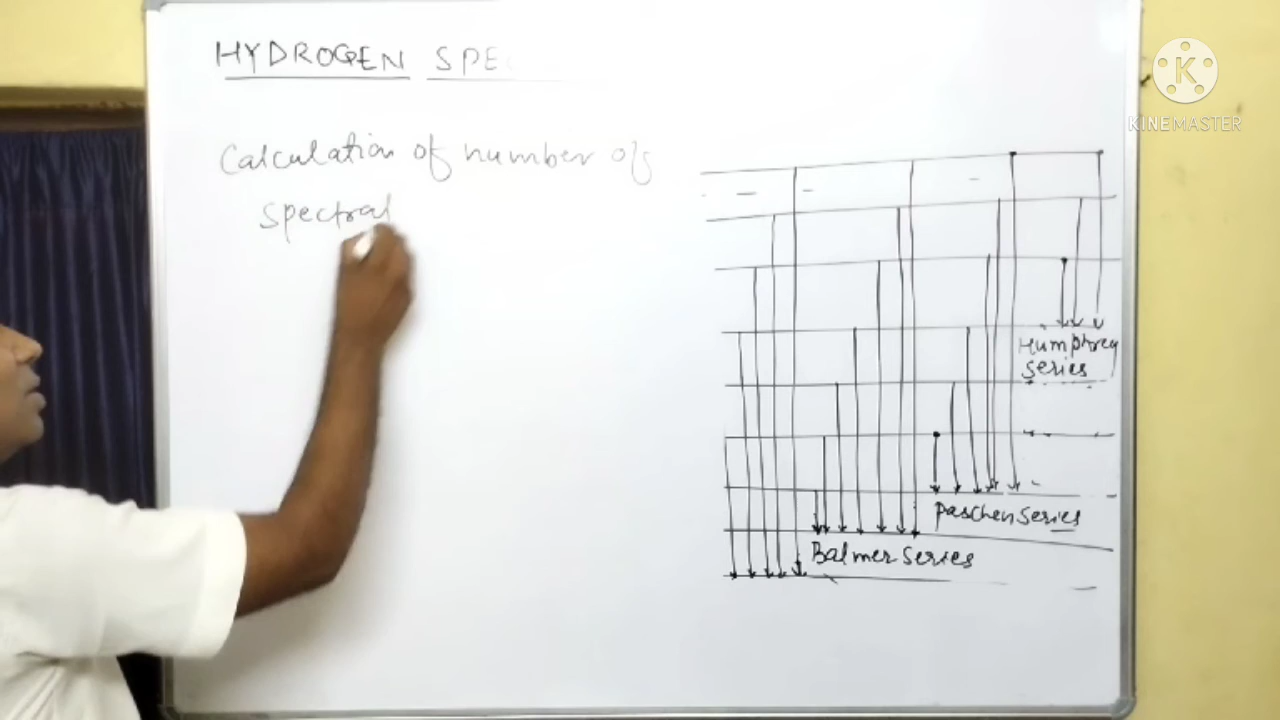 HYDROGEN SPE
Calculation of number of
spectral
Humphrey
series
Paschen series
Balmer series
K
KINEMASTER